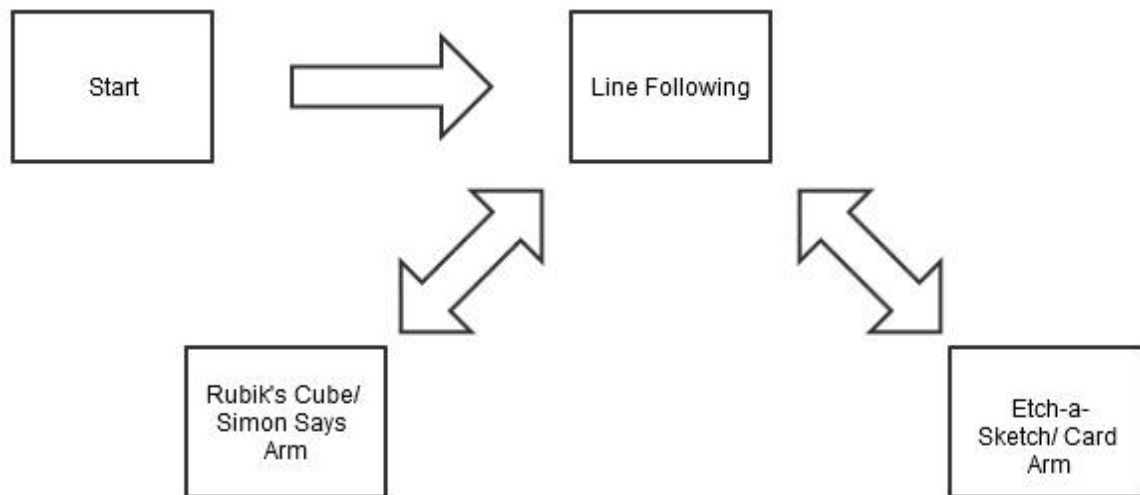 Start
Line Following
Rubik's Cube/
Simon Says
Arm
Etch-a-
Sketch/ Card
Arm